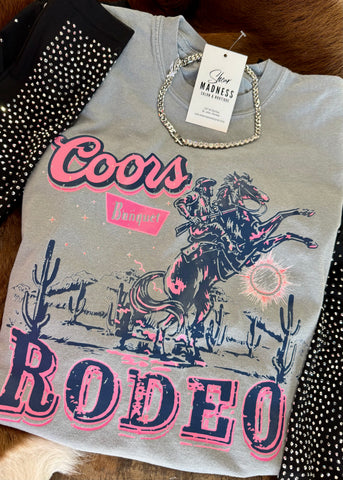 Shear
MADNESS
SALON & BOUTIQUE
Coors
Banquet
RODEO